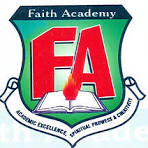 Faith Academy
FA
ACADEMIC EXCELLENCE, SPIRITUAL PROWESS & CREATIVITY